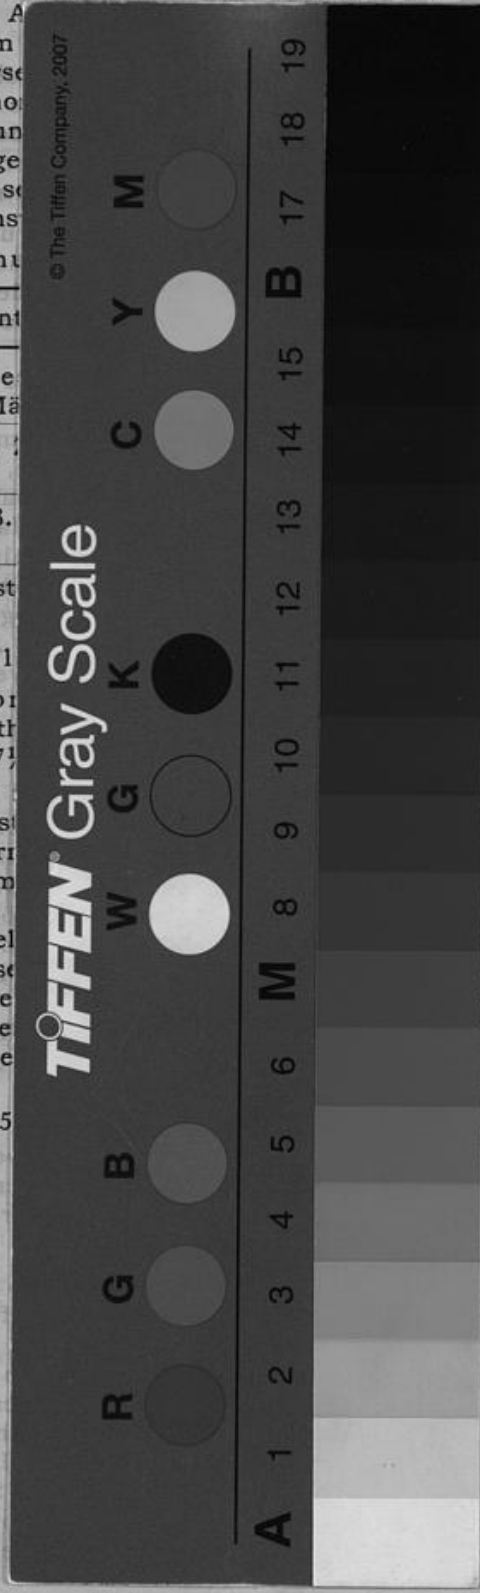 TIFFEN® Gray Scale
© The Tiffen Company, 2007
R G B W G K C Y M
A 1 2 3 4 5 6 M 8 9 10 11 12 13 14 15 B 17 18 19